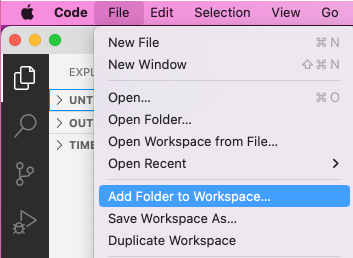 Code File Edit Selection View Go
New File ⌘ N
New Window ⇧ ⌘ N
EXPL
UNT
Open... ⌘ O
OUT
Open Folder...
TIME
Open Workspace from File...
Open Recent
Add Folder to Workspace...
Save Workspace As...
Duplicate Workspace